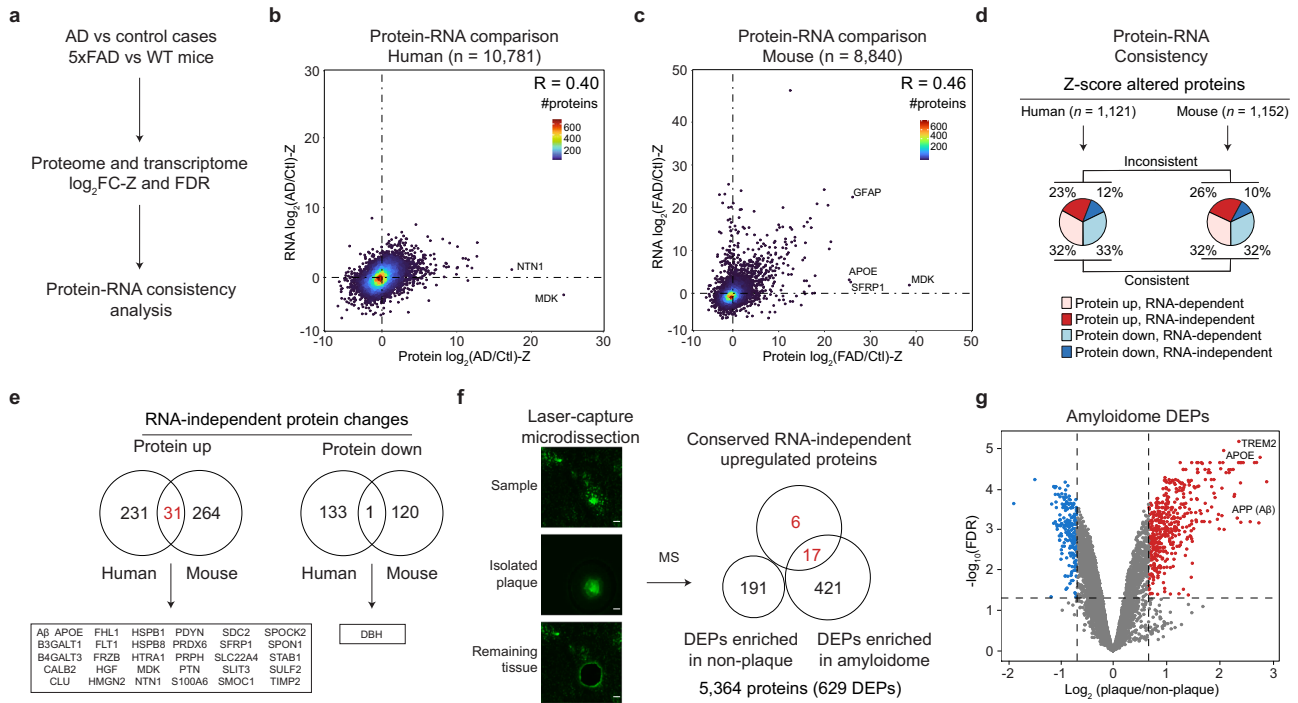 a
AD vs control cases
5xFAD vs WT mice
Proteome and transcriptome
log2FC-Z and FDR
Protein-RNA consistency
analysis
b
Protein-RNA comparison
Human (n = 10,781)
R = 0.40
#proteins
600
400
200
30
20
10
0
-10
RNA log2(AD/Ctl)-Z
NTN1
MDK
-10
0
10
20
30
Protein log2(AD/Ctl)-Z
c
Protein-RNA comparison
Mouse (n = 8,840)
R = 0.46
#proteins
600
400
200
50
40
30
20
10
0
-10
RNA log2(FAD/Ctl)-Z
GFAP
APOE
SFRP1
MDK
-10
0
10
20
30
40
50
Protein log2(FAD/Ctl)-Z
d
Protein-RNA
Consistency
Z-score altered proteins
Human (n = 1,121)
Mouse (n = 1,152)
Inconsistent
23% 12%
26% 10%
32% 33%
32% 32%
Consistent
Protein up, RNA-dependent
Protein up, RNA-independent
Protein down, RNA-dependent
Protein down, RNA-independent
e
RNA-independent protein changes
Protein up
Protein down
231 31 264
133 1 120
Human Mouse
Human Mouse
Aβ APOE FHL1 HSPB1 PDYN SDC2 SPOCK2
B3GALT1 FLT1 HSPB8 PRDX6 SFRP1 SPON1
B4GALT3 FRZB HTRA1 PRPH SLC22A4 STAB1
CALB2 HGF MDK PTN SLIT3 SULF2
CLU HMGN2 NTN1 S100A6 SMOC1 TIMP2
DBH
f
Laser-capture
microdissection
Sample
Isolated
plaque
Remaining
tissue
MS
Conserved RNA-independent
upregulated proteins
6
17
191
421
DEPs enriched
in non-plaque
DEPs enriched
in amyloidome
5,364 proteins (629 DEPs)
g
Amyloidome DEPs
5
4
3
2
1
0
-log10(FDR)
TREM2
APOE
APP (Aβ)
-2
-1
0
1
2
3
Log2 (plaque/non-plaque)